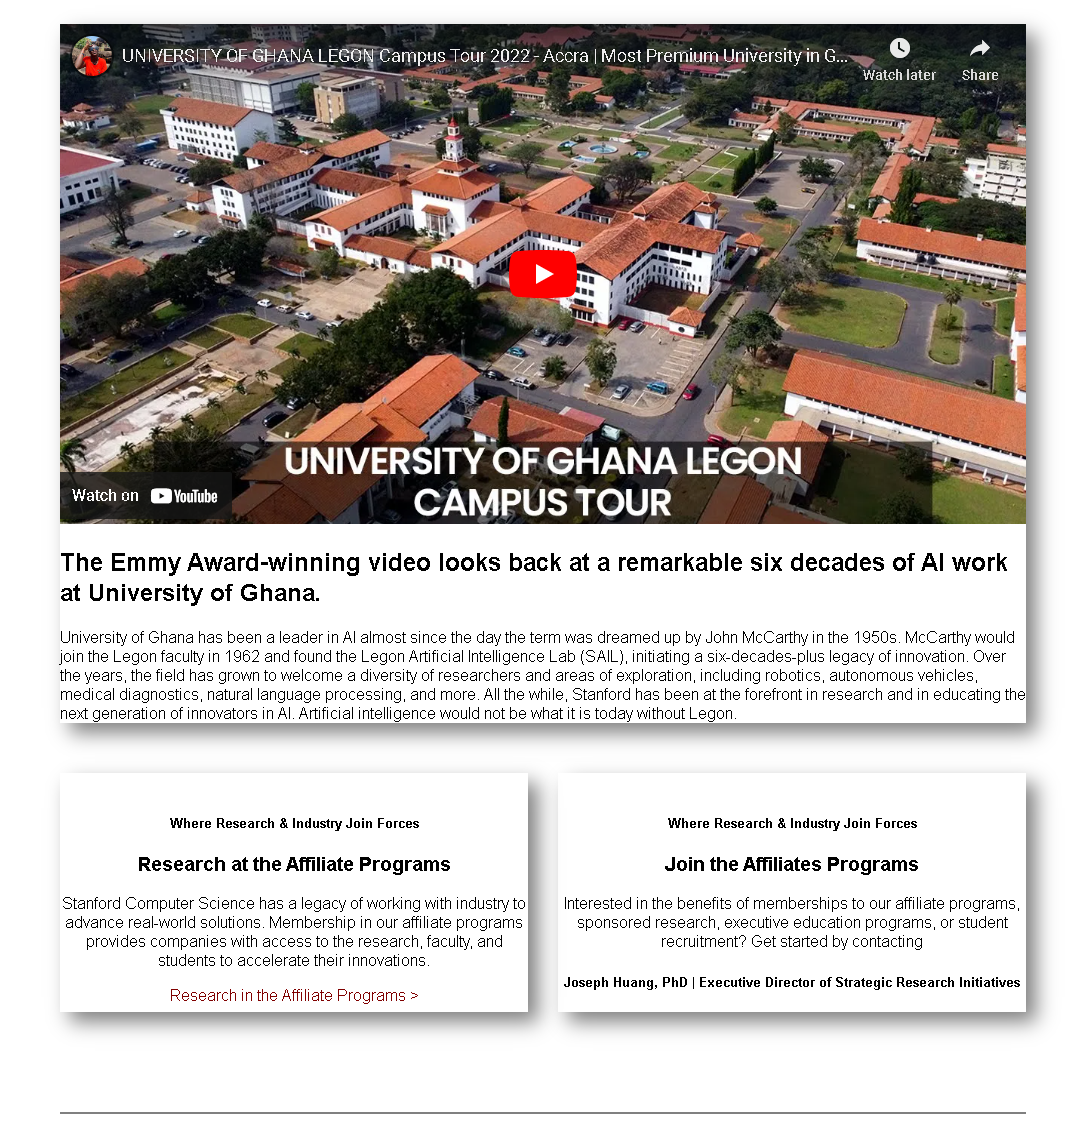 UNIVERSITY OF GHANA LEGON Campus Tour 2022 - Accra | Most Premium University in G...
Watch later
Share
UNIVERSITY OF GHANA LEGON
CAMPUS TOUR
Watch on YouTube
The Emmy Award-winning video looks back at a remarkable six decades of AI work
at University of Ghana.
University of Ghana has been a leader in AI almost since the day the term was dreamed up by John McCarthy in the 1950s. McCarthy would
join the Legon faculty in 1962 and found the Legon Artificial Intelligence Lab (SAIL), initiating a six-decades-plus legacy of innovation. Over
the years, the field has grown to welcome a diversity of researchers and areas of exploration, including robotics, autonomous vehicles,
medical diagnostics, natural language processing, and more. All the while, Stanford has been at the forefront in research and in educating the
next generation of innovators in AI. Artificial intelligence would not be what it is today without Legon.
Where Research & Industry Join Forces
Research at the Affiliate Programs
Stanford Computer Science has a legacy of working with industry to
advance real-world solutions. Membership in our affiliate programs
provides companies with access to the research, faculty, and
students to accelerate their innovations.
Research in the Affiliate Programs >
Where Research & Industry Join Forces
Join the Affiliates Programs
Interested in the benefits of memberships to our affiliate programs,
sponsored research, executive education programs, or student
recruitment? Get started by contacting
Joseph Huang, PhD | Executive Director of Strategic Research Initiatives